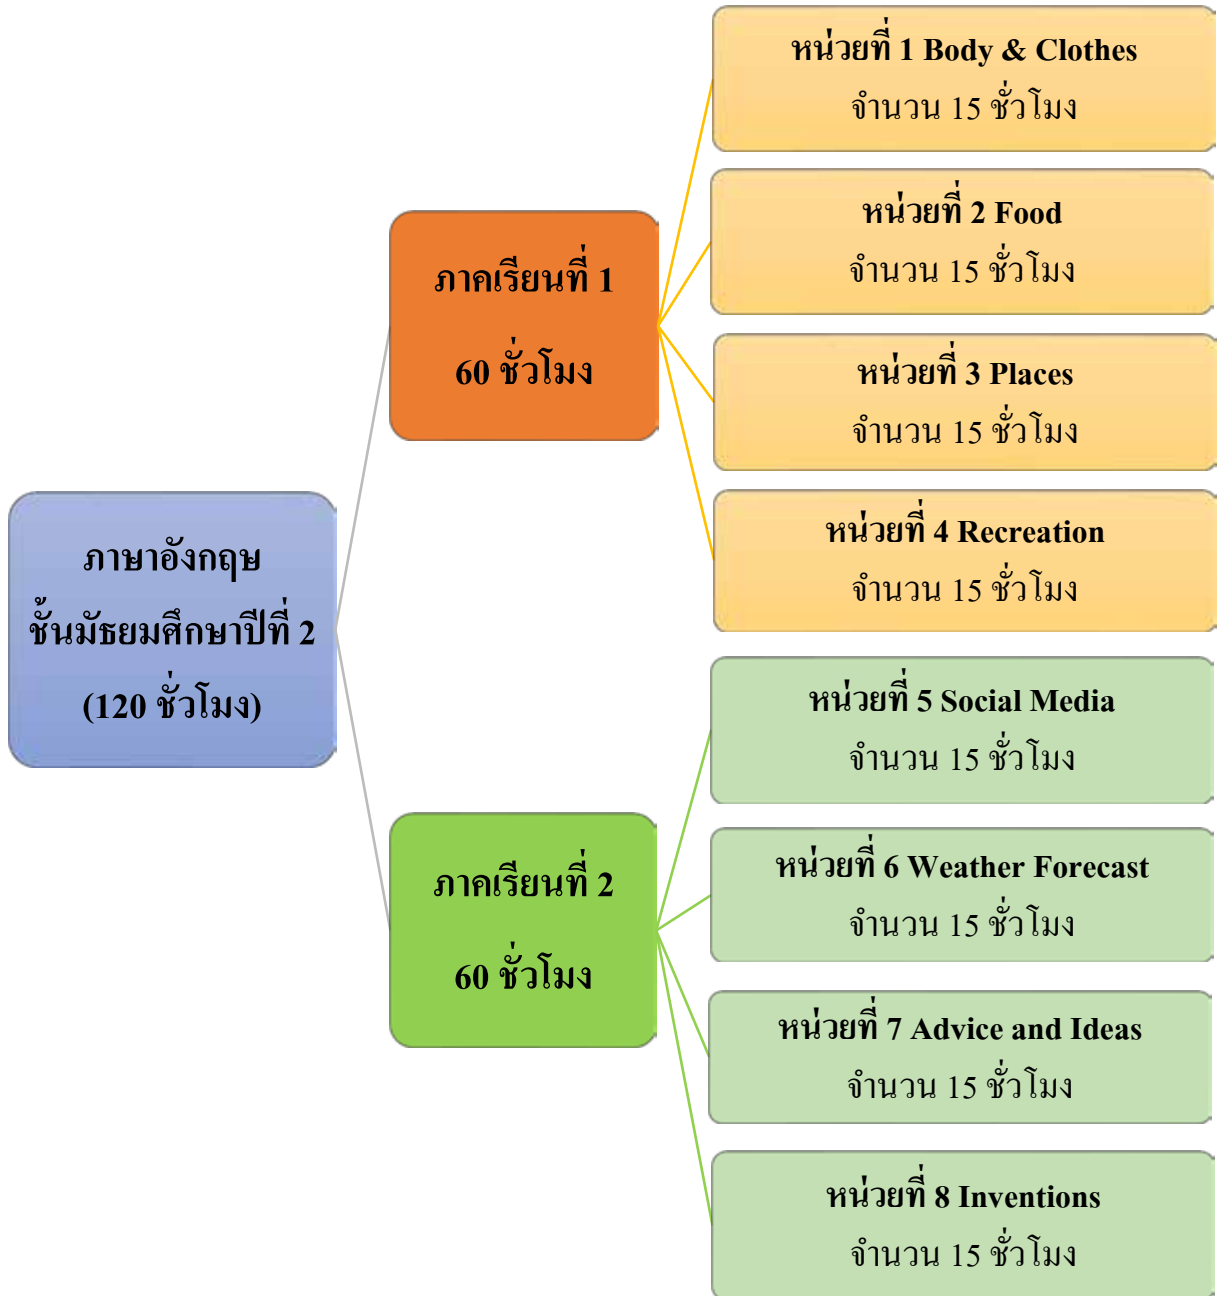 ภาษาอังกฤษ
ชั้นมัธยมศึกษาปีที่ 2
(120 ชั่วโมง)
ภาคเรียนที่ 1
60 ชั่วโมง
หน่วยที่ 1 Body & Clothes
จำนวน 15 ชั่วโมง
หน่วยที่ 2 Food
จำนวน 15 ชั่วโมง
หน่วยที่ 3 Places
จำนวน 15 ชั่วโมง
หน่วยที่ 4 Recreation
จำนวน 15 ชั่วโมง
ภาคเรียนที่ 2
60 ชั่วโมง
หน่วยที่ 5 Social Media
จำนวน 15 ชั่วโมง
หน่วยที่ 6 Weather Forecast
จำนวน 15 ชั่วโมง
หน่วยที่ 7 Advice and Ideas
จำนวน 15 ชั่วโมง
หน่วยที่ 8 Inventions
จำนวน 15 ชั่วโมง